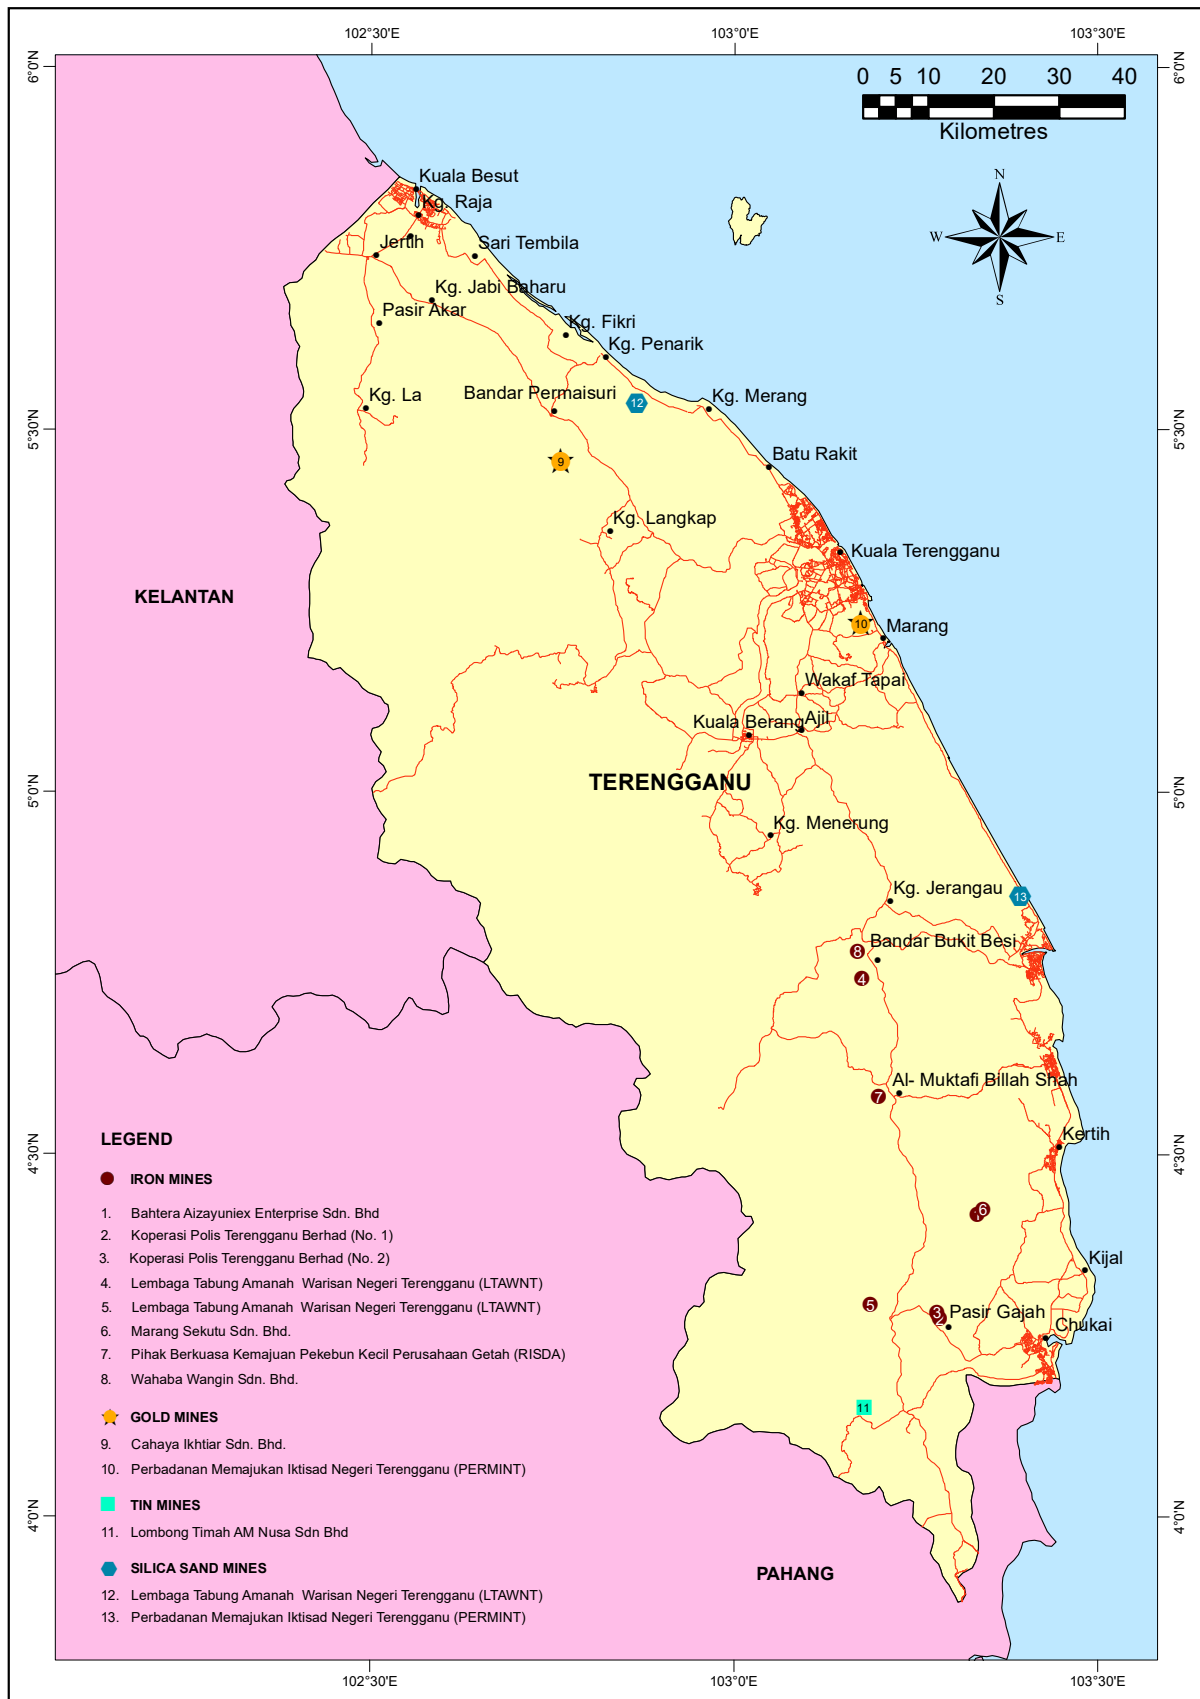 102°30'E 103°0'E 103°30'E
6°0'N 6°0'N
0 5 10 20 30 40
Kilometres
N
W E
S
Kuala Besut
Kg. Raja
Jertih
Sari Tembila
Kg. Jabi Baharu
Pasir Akar
Kg. Fikri
Kg. Penarik
Kg. La
Bandar Permaisuri
12
Kg. Merang
5°30'N 5°30'N
9
Batu Rakit
Kg. Langkap
Kuala Terengganu
KELANTAN
10
Marang
Wakaf Tapai
Kuala Berang
Ajil
TERENGGANU
5°0'N 5°0'N
Kg. Menerung
Kg. Jerangau
13
8
Bandar Bukit Besi
4
Al- Muktafi Billah Shah
7
Kertih
4°30'N 4°30'N
6
Kijal
5
3
2
Pasir Gajah
Chukai
11
4°0'N 4°0'N
PAHANG
LEGEND
IRON MINES
1. Bahtera Aizayuniex Enterprise Sdn. Bhd
2. Koperasi Polis Terengganu Berhad (No. 1)
3. Koperasi Polis Terengganu Berhad (No. 2)
4. Lembaga Tabung Amanah Warisan Negeri Terengganu (LTAWNT)
5. Lembaga Tabung Amanah Warisan Negeri Terengganu (LTAWNT)
6. Marang Sekutu Sdn. Bhd.
7. Pihak Berkuasa Kemajuan Pekebun Kecil Perusahaan Getah (RISDA)
8. Wahaba Wangin Sdn. Bhd.
GOLD MINES
9. Cahaya Ikhtiar Sdn. Bhd.
10. Perbadanan Memajukan Iktisad Negeri Terengganu (PERMINT)
TIN MINES
11. Lombong Timah AM Nusa Sdn Bhd
SILICA SAND MINES
12. Lembaga Tabung Amanah Warisan Negeri Terengganu (LTAWNT)
13. Perbadanan Memajukan Iktisad Negeri Terengganu (PERMINT)
102°30'E 103°0'E 103°30'E